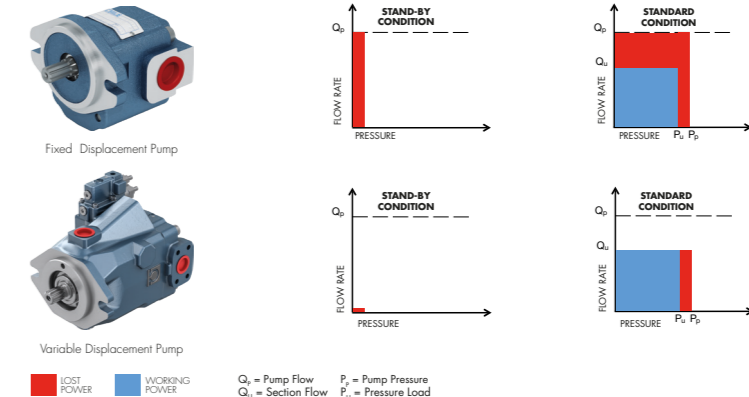 STAND-BY
CONDITION
Qp
FLOW RATE
PRESSURE
STANDARD
CONDITION
Qp
Qu
FLOW RATE
PRESSURE Pu Pp
Fixed Displacement Pump
STAND-BY
CONDITION
Qp
FLOW RATE
PRESSURE
STANDARD
CONDITION
Qp
Qu
FLOW RATE
PRESSURE Pu Pp
Variable Displacement Pump
LOST
POWER
WORKING
POWER
Qp = Pump Flow Pp = Pump Pressure
Qu = Section Flow Pu = Pressure Load